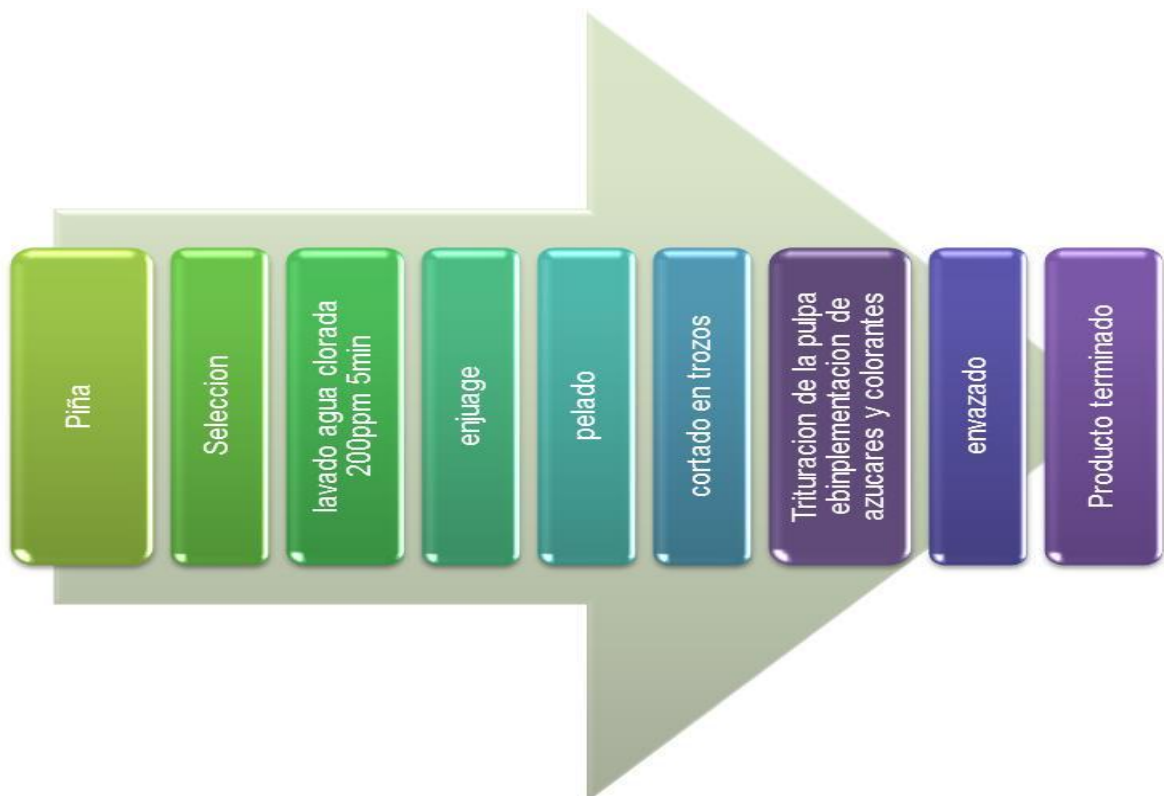 Piña
Seleccion
lavado agua clorada
200ppm 5min
enjuage
pelado
cortado en trozos
Trituracion de la pulpa
ebinplementacion de
azucares y colorantes
envazado
Producto terminado